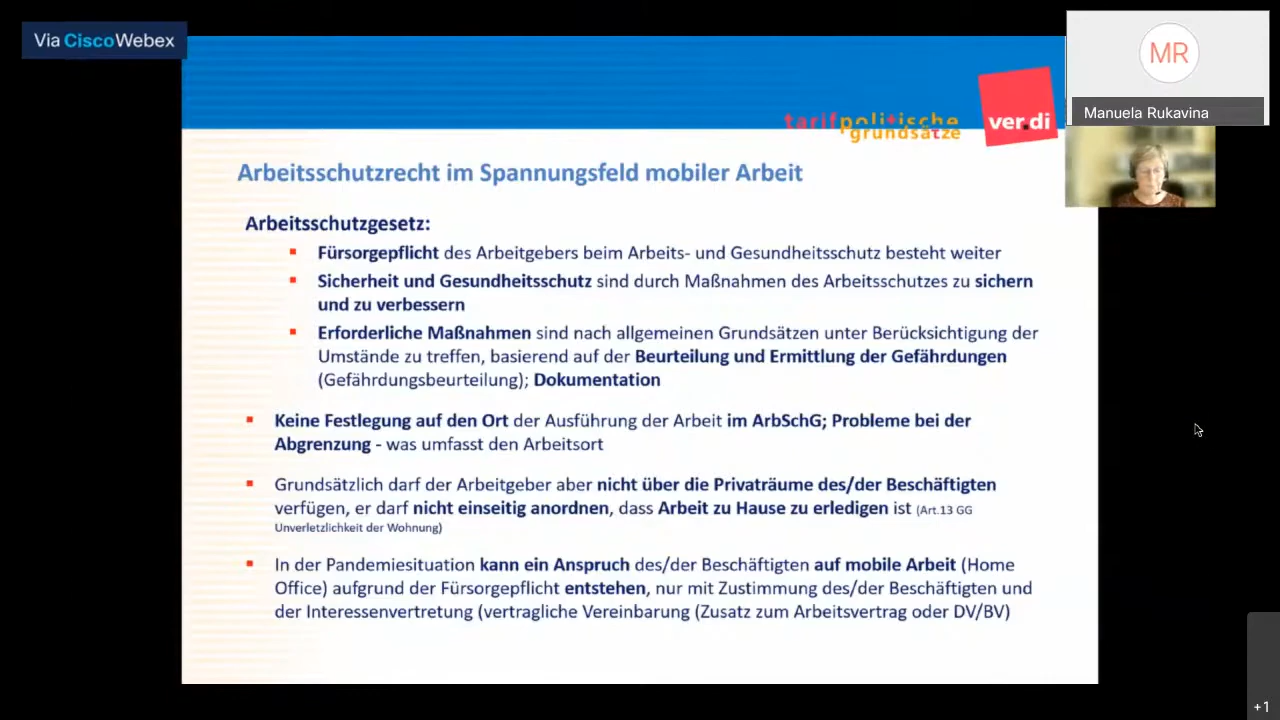 Via Cisco Webex
MR
Manuela Rukavina
tarifpolitische
grundsätze
ver.di
Arbeitsschutzrecht im Spannungsfeld mobiler Arbeit
Arbeitsschutzgesetz:
Fürsorgepflicht des Arbeitgebers beim Arbeits- und Gesundheitsschutz besteht weiter
Sicherheit und Gesundheitsschutz sind durch Maßnahmen des Arbeitsschutzes zu sichern
und zu verbessern
Erforderliche Maßnahmen sind nach allgemeinen Grundsätzen unter Berücksichtigung der
Umstände zu treffen, basierend auf der Beurteilung und Ermittlung der Gefährdungen
(Gefährdungsbeurteilung); Dokumentation
Keine Festlegung auf den Ort der Ausführung der Arbeit im ArbSchG; Probleme bei der
Abgrenzung - was umfasst den Arbeitsort
Grundsätzlich darf der Arbeitgeber aber nicht über die Privaträume des/der Beschäftigten
verfügen, er darf nicht einseitig anordnen, dass Arbeit zu Hause zu erledigen ist (Art.13 GG
Unverletzlichkeit der Wohnung)
In der Pandemiesituation kann ein Anspruch des/der Beschäftigten auf mobile Arbeit (Home
Office) aufgrund der Fürsorgepflicht entstehen, nur mit Zustimmung des/der Beschäftigten und
der Interessenvertretung (vertragliche Vereinbarung (Zusatz zum Arbeitsvertrag oder DV/BV)
+1